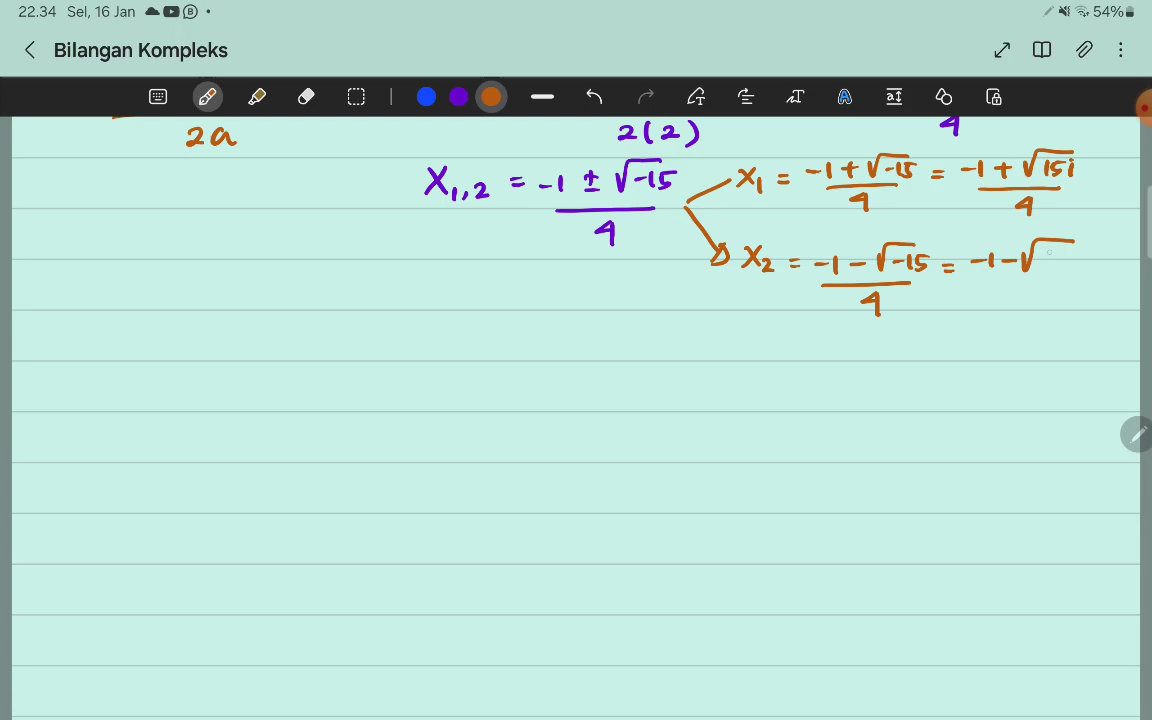 22.34 Sel, 16 Jan
54%
Bilangan Kompleks
2a
2(2)
4
X₁,₂ = -1 ± √-15 / 4
x₁ = -1 + √-15 / 4 = -1 + √15i / 4
x₂ = -1 - √-15 / 4 = -1 - √